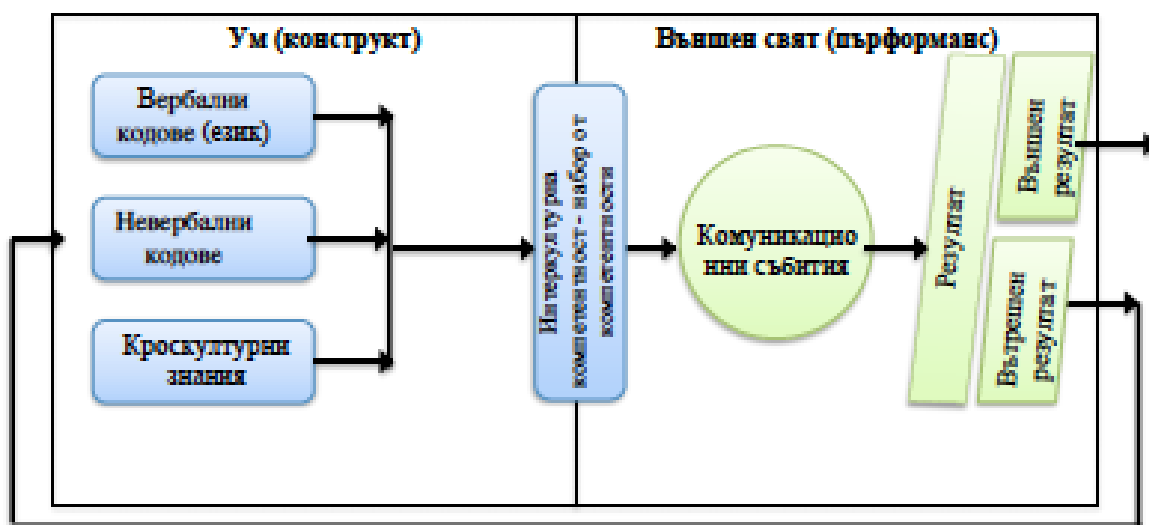 Ум (конструкт)
Външен свят (пърформанс)
Вербални
кодове (език)
Невербални
кодове
Кроскултурни
знания
Интеркултурна
компетентност - набор от
компетентности
Комуникацио
нни събития
Резултат
Външен
резултат
Вътрешен
резултат